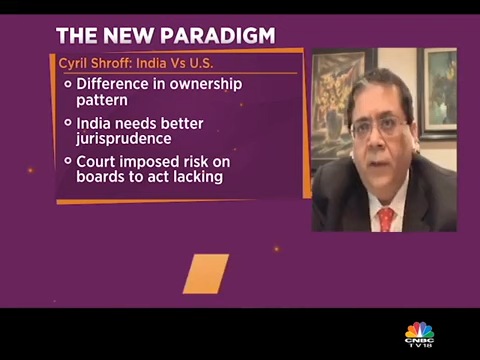 THE NEW PARADIGM
Cyril Shroff: India Vs U.S.
Difference in ownership
pattern
India needs better
jurisprudence
Court imposed risk on
boards to act lacking
CNBC
TV18